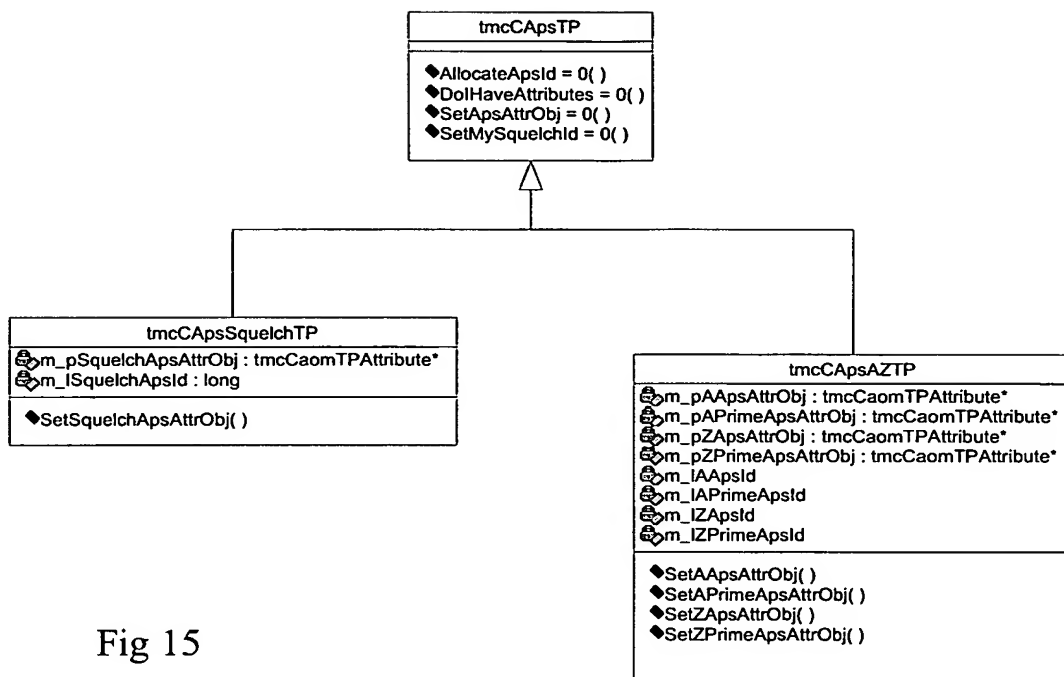 tmcCApsTP
AllocateApsId = 0( )
DoIHaveAttributes = 0( )
SetApsAttrObj = 0( )
SetMySquelchId = 0( )
tmcCApsSquelchTP
m_pSquelchApsAttrObj : tmcCaomTPAttribute*
m_lSquelchApsId : long
SetSquelchApsAttrObj( )
tmcCApsAZTP
m_pAApsAttrObj : tmcCaomTPAttribute*
m_pAPrimeApsAttrObj : tmcCaomTPAttribute*
m_pZApsAttrObj : tmcCaomTPAttribute*
m_pZPrimeApsAttrObj : tmcCaomTPAttribute*
m_lAApsId
m_lAPrimeApsId
m_lZApsId
m_lZPrimeApsId
SetAApsAttrObj( )
SetAPrimeApsAttrObj( )
SetZApsAttrObj( )
SetZPrimeApsAttrObj( )
Fig 15